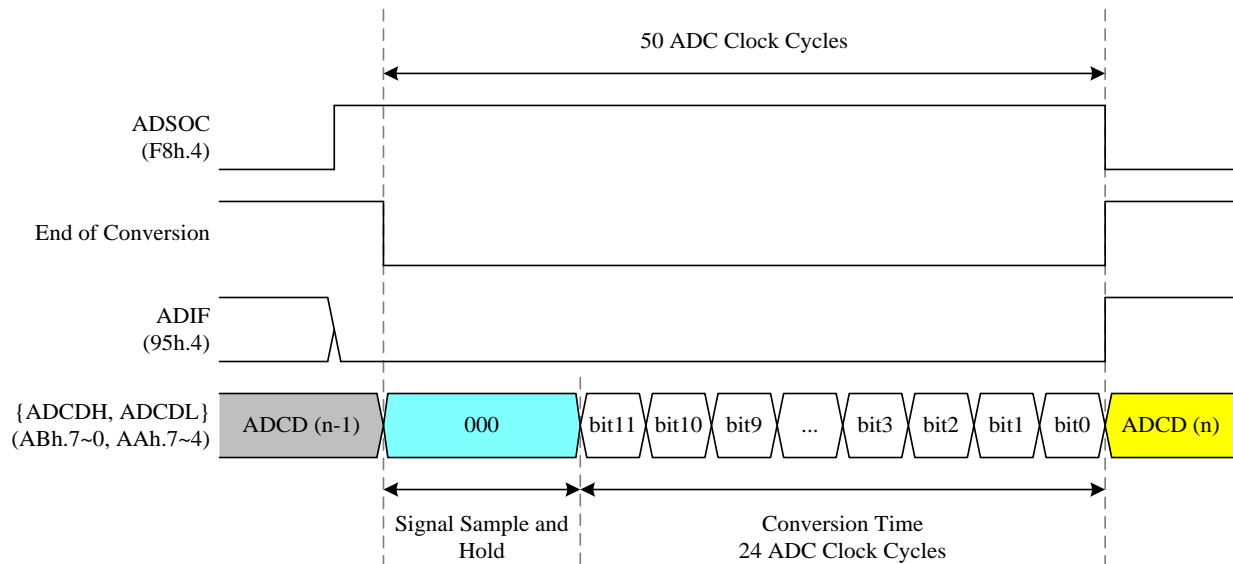 50 ADC Clock Cycles
ADSOC
(F8h.4)
End of Conversion
ADIF
(95h.4)
{ADCDH, ADCDL}
(ABh.7~0, AAh.7~4)
ADCD (n-1)
000
bit11
bit10
bit9
...
bit3
bit2
bit1
bit0
ADCD (n)
Signal Sample and
Hold
Conversion Time
24 ADC Clock Cycles